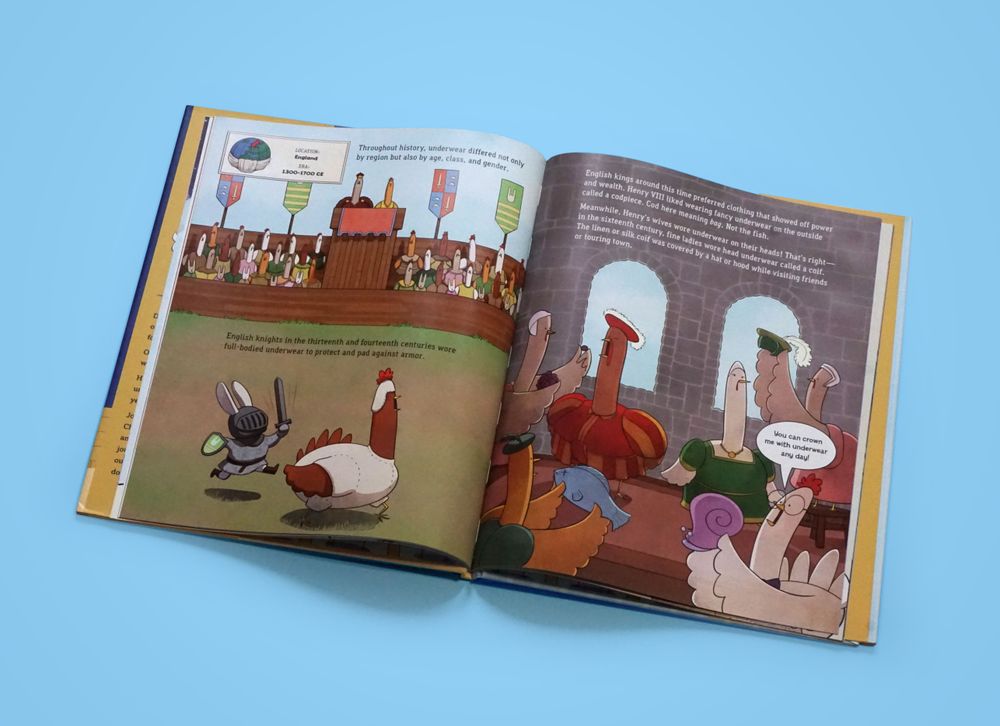 LOCATION:
England
ERA:
1300-1700 CE
Throughout history, underwear differed not only
by region but also by age, class, and gender.
English knights in the thirteenth and fourteenth centuries wore
full-bodied underwear to protect and pad against armor.
English kings around this time preferred clothing that showed off power
and wealth. Henry VIII liked wearing fancy underwear on the outside
called a codpiece. Cod here meaning bag. Not the fish.
Meanwhile, Henry's wives wore underwear on their heads! That's right—
in the sixteenth century, fine ladies wore head underwear called a coif.
The linen or silk coif was covered by a hat or hood while visiting friends
or touring town.
You can crown
me with underwear
any day!